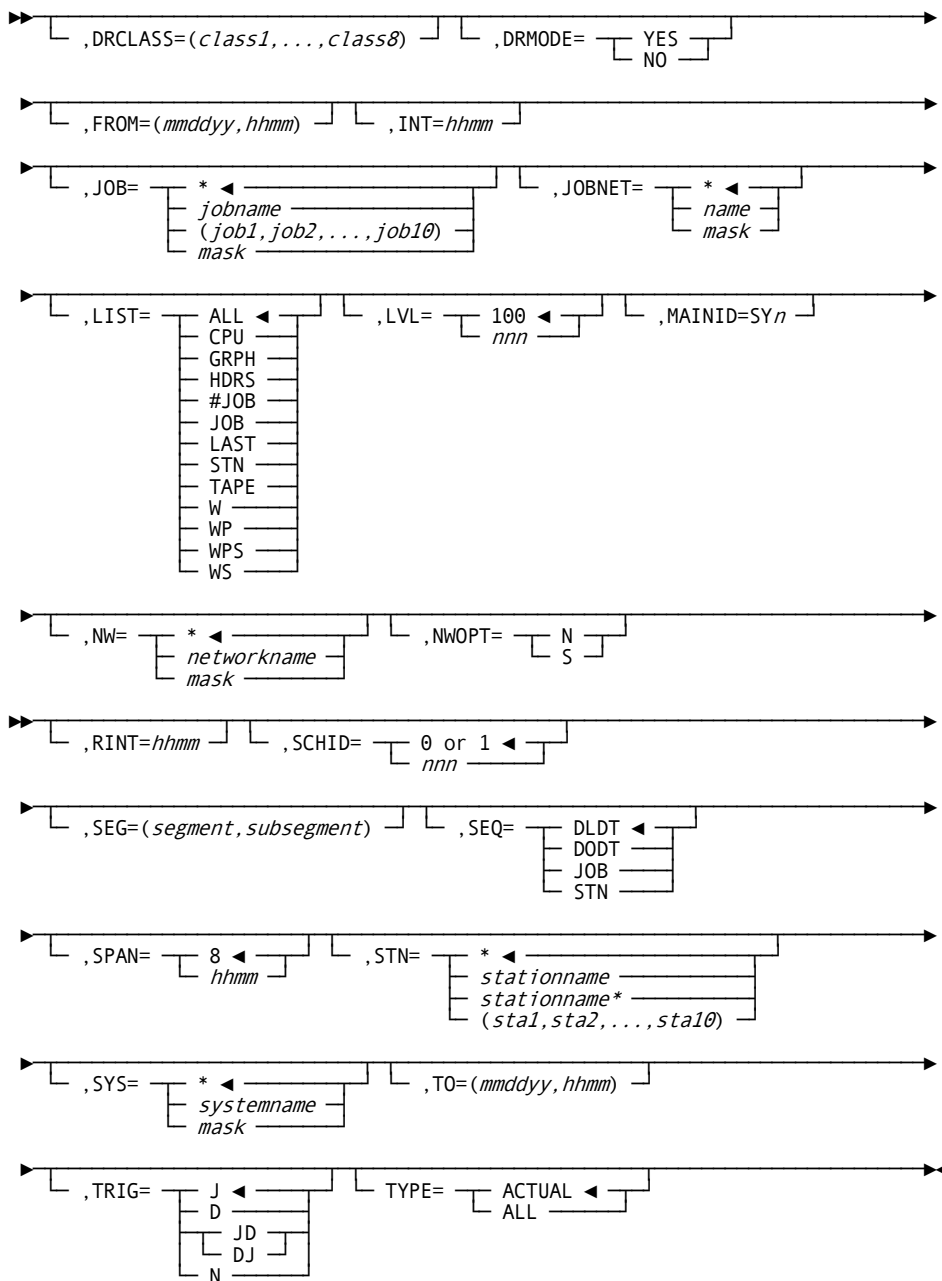 ,DRCLASS=(class1,...,class8) ,DRMODE= YES
NO
,FROM=(mmddyy,hhmm) ,INT=hhmm
,JOB= * ,JOBNET= *
jobname name
(job1,job2,...,job10) mask
mask
,LIST= ALL ,LVL= 100 ,MAINID=SYn
CPU nnn
GRPH
HDRS
#JOB
JOB
LAST
STN
TAPE
W
WP
WPS
WS
,NW= * ,NWOPT= N
networkname S
mask
,RINT=hhmm ,SCHID= 0 or 1
nnn
,SEG=(segment,subsegment) ,SEQ= DLDT
DODT
JOB
STN
,SPAN= 8 ,STN= *
hhmm stationname
stationname*
(sta1,sta2,...,sta10)
,SYS= * ,TO=(mmddyy,hhmm)
systemname
mask
,TRIG= J TYPE= ACTUAL
D ALL
JD
DJ
N